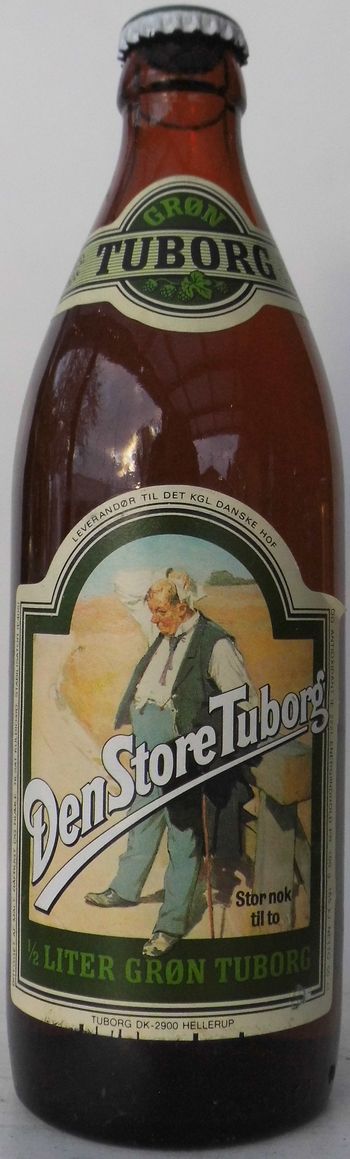 GRØN
TUBORG
LEVERANDØR TIL DET KGL DANSKE HOF
Den Store Tuborg
Stor nok
til to
½ LITER GRØN TUBORG
TUBORG DK-2900 HELLERUP